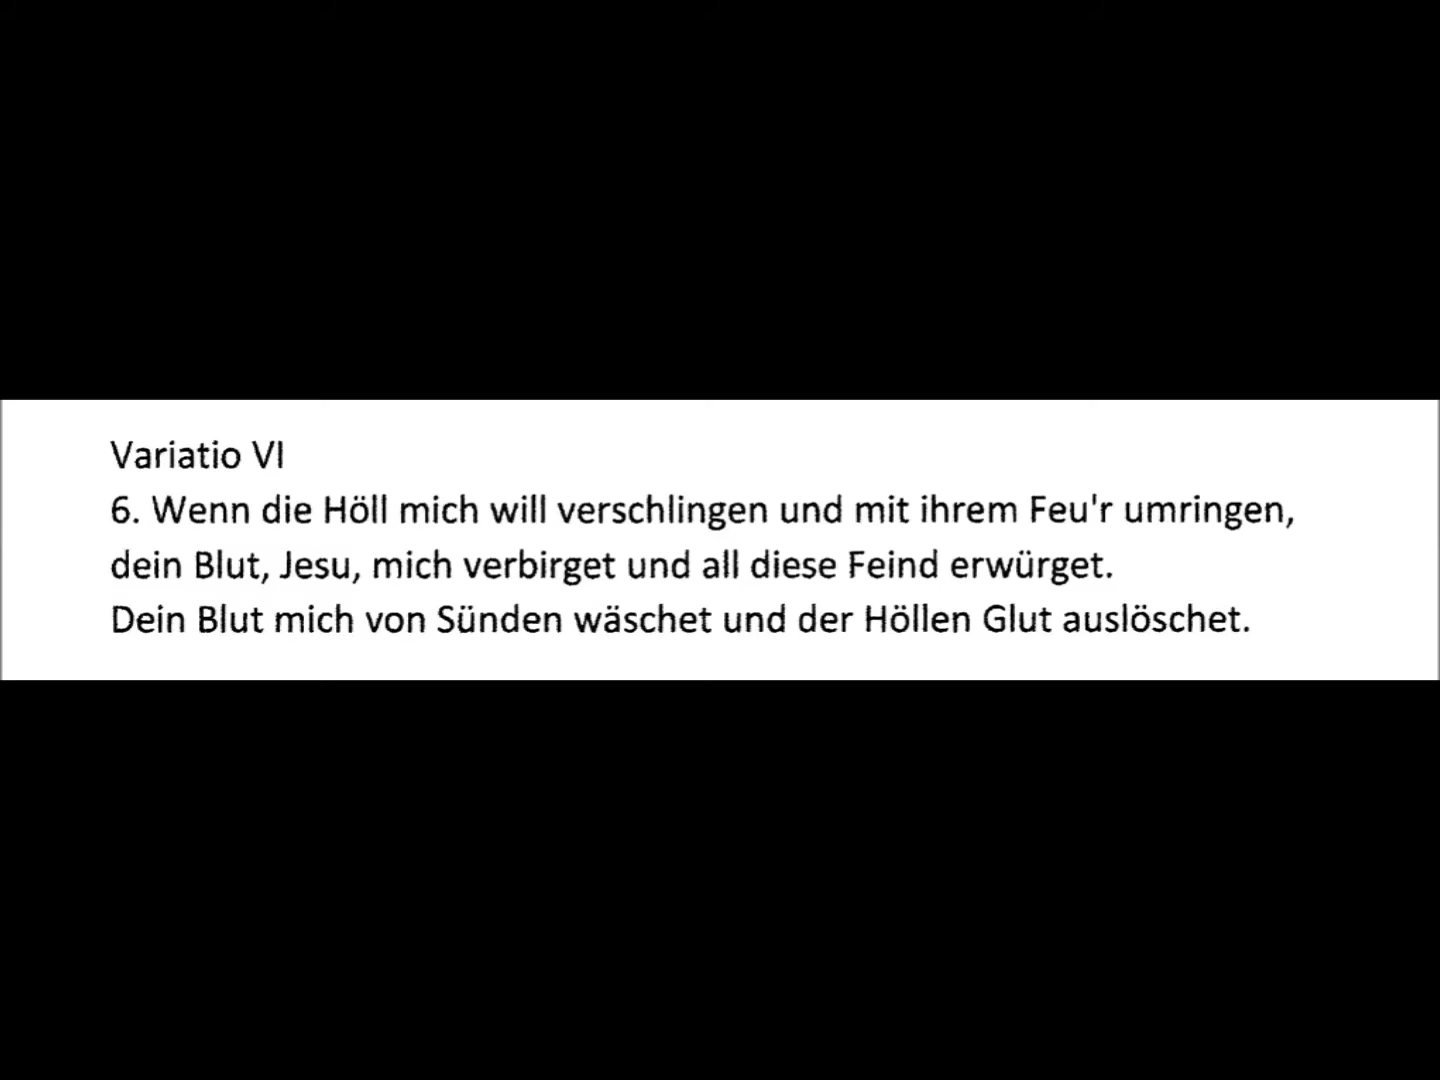 Variatio VI
6. Wenn die Höll mich will verschlingen und mit ihrem Feu'r umringen,
dein Blut, Jesu, mich verbirget und all diese Feind erwürget.
Dein Blut mich von Sünden wäschet und der Höllen Glut auslöschet.